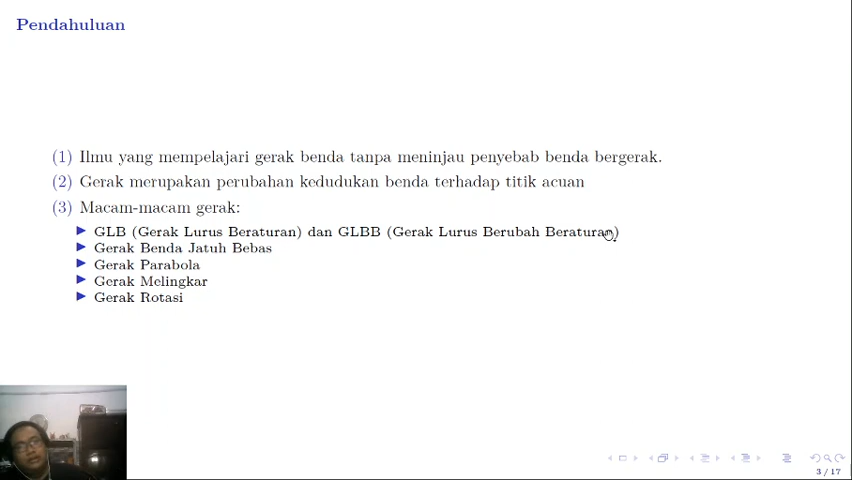 Pendahuluan
(1) Ilmu yang mempelajari gerak benda tanpa meninjau penyebab benda bergerak.
(2) Gerak merupakan perubahan kedudukan benda terhadap titik acuan
(3) Macam-macam gerak:
GLB (Gerak Lurus Beraturan) dan GLBB (Gerak Lurus Berubah Beraturan)
Gerak Benda Jatuh Bebas
Gerak Parabola
Gerak Melingkar
Gerak Rotasi
3 / 17